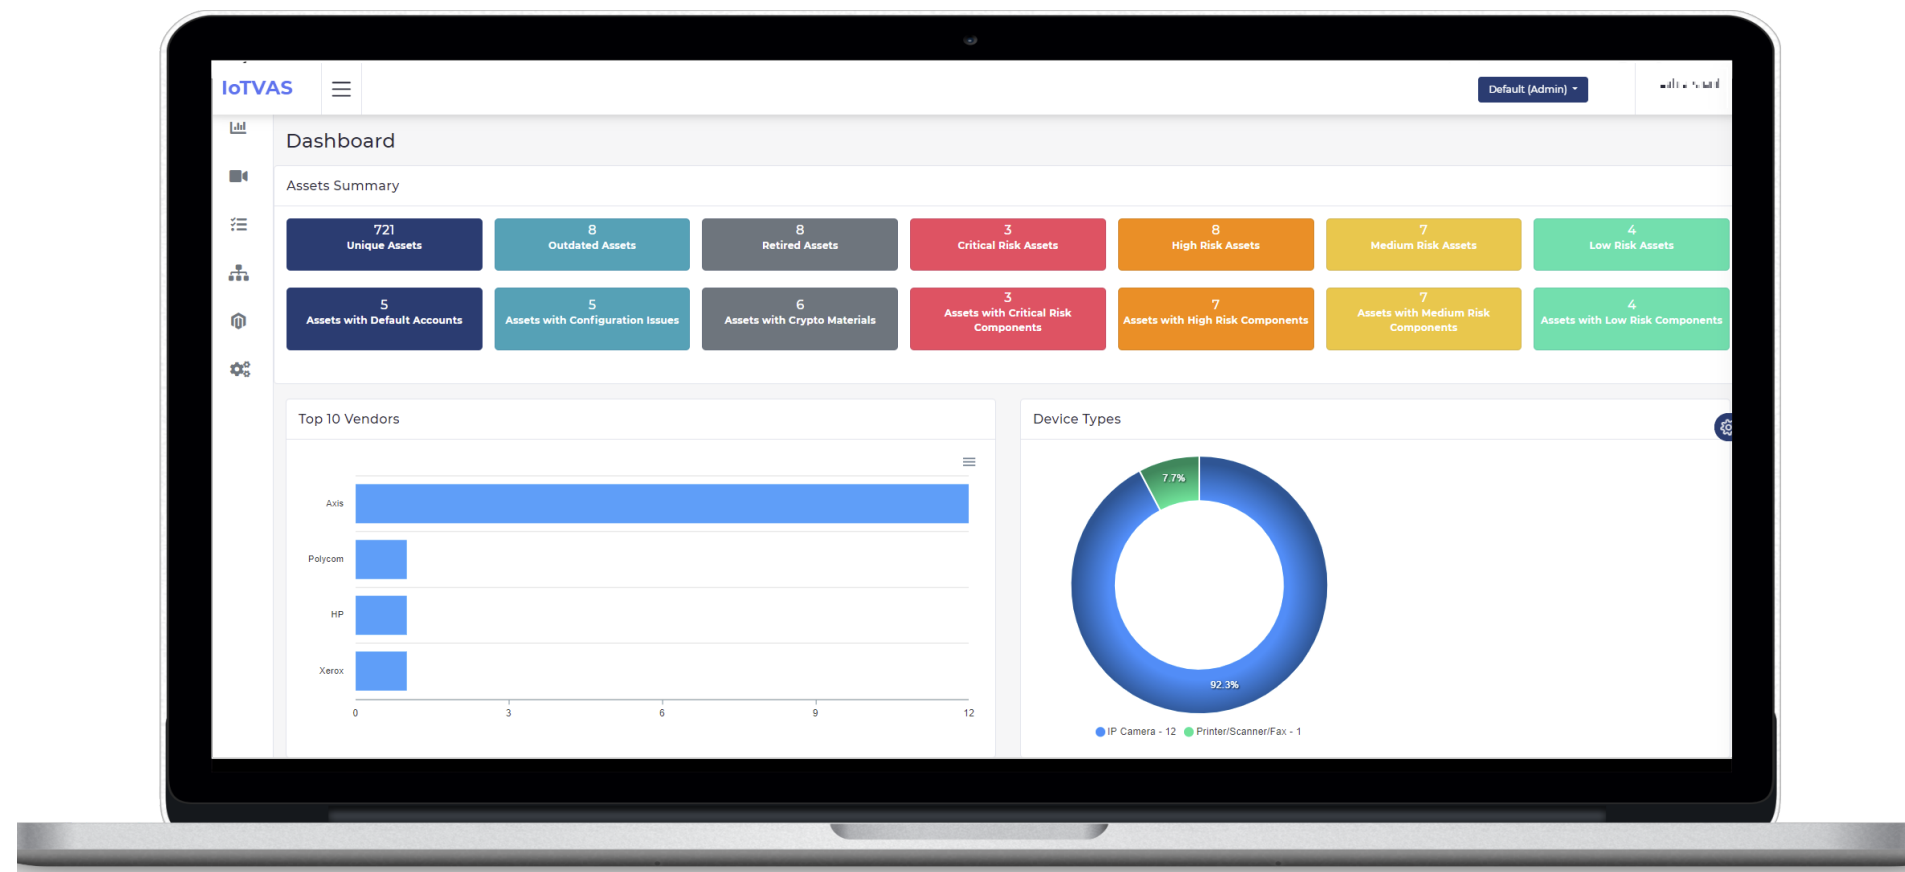 IoTVAS
Default (Admin)
Dashboard
Assets Summary
721
Unique Assets
8
Outdated Assets
8
Retired Assets
3
Critical Risk Assets
8
High Risk Assets
7
Medium Risk Assets
4
Low Risk Assets
5
Assets with Default Accounts
5
Assets with Configuration Issues
6
Assets with Crypto Materials
3
Assets with Critical Risk
Components
7
Assets with High Risk Components
7
Assets with Medium Risk
Components
4
Assets with Low Risk Components
Top 10 Vendors
Axis
Polycom
HP
Xerox
0 3 6 9 12
Device Types
7.7%
92.3%
IP Camera - 12 Printer/Scanner/Fax - 1